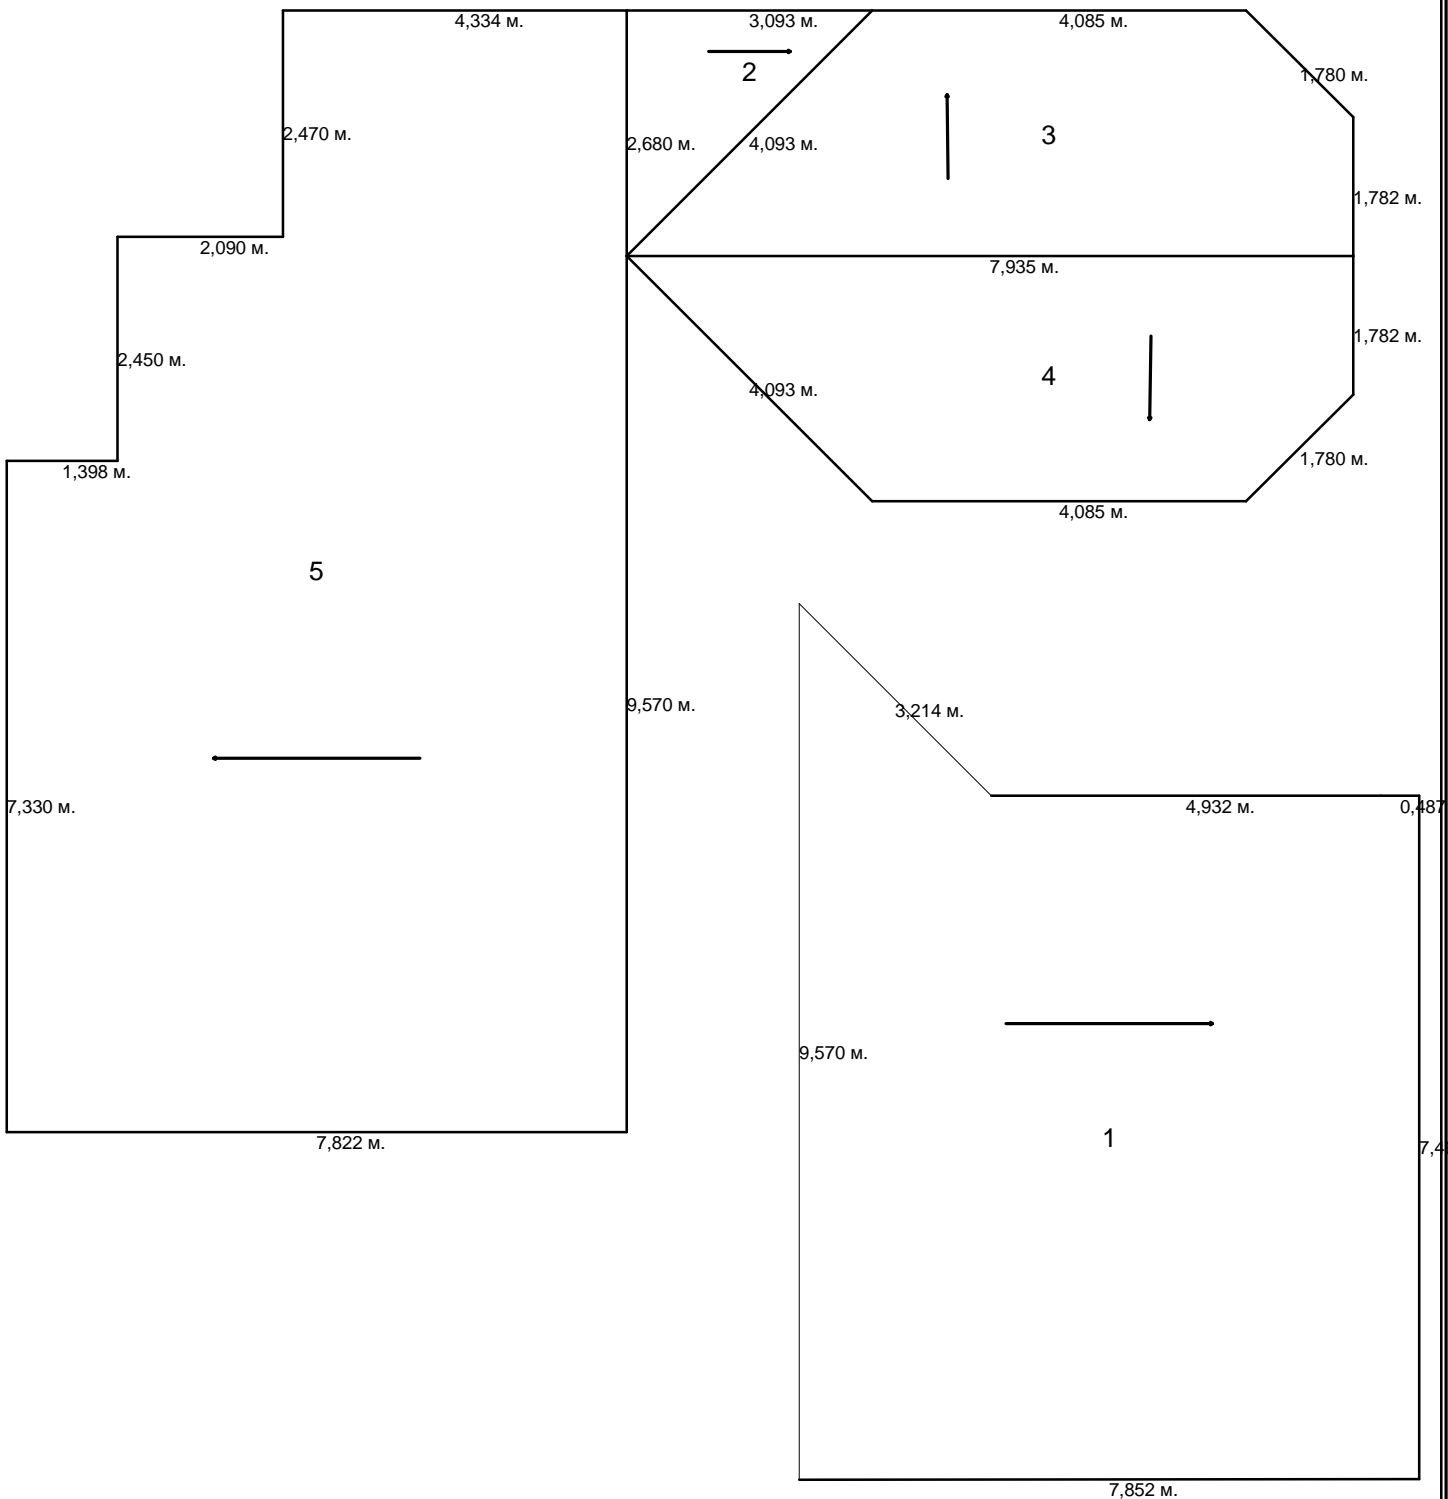 4,334 м.
3,093 м.
4,085 м.
2
1,780 м.
2,470 м.
2,680 м.
4,093 м.
3
1,782 м.
2,090 м.
7,935 м.
2,450 м.
4,093 м.
4
1,782 м.
1,398 м.
1,780 м.
4,085 м.
5
9,570 м.
3,214 м.
7,330 м.
4,932 м.
0,487
9,570 м.
7,822 м.
1
7,852 м.